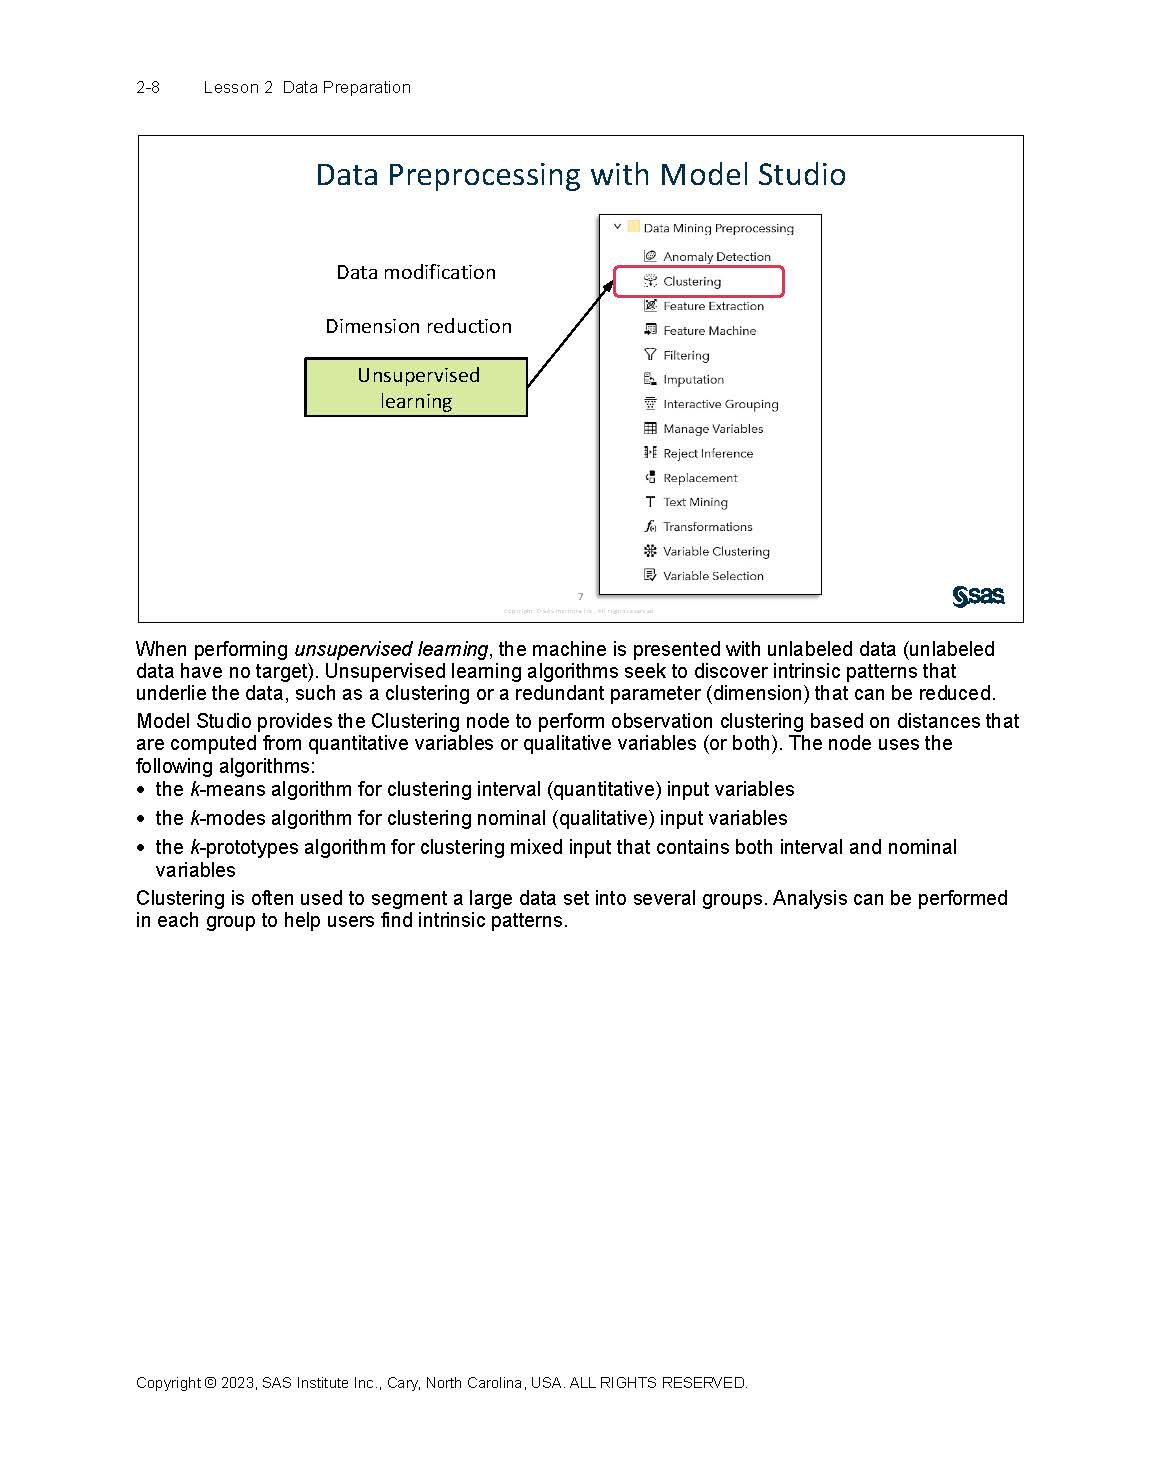 2-8 Lesson 2 Data Preparation
Data Preprocessing with Model Studio
Data modification
Dimension reduction
Unsupervised
learning
Data Mining Preprocessing
Anomaly Detection
Clustering
Feature Extraction
Feature Machine
Filtering
Imputation
Interactive Grouping
Manage Variables
Reject Inference
Replacement
Text Mining
Transformations
Variable Clustering
Variable Selection
7
Copyright © SAS Institute Inc. All rights reserved.
sas
When performing unsupervised learning, the machine is presented with unlabeled data (unlabeled
data have no target). Unsupervised learning algorithms seek to discover intrinsic patterns that
underlie the data, such as a clustering or a redundant parameter (dimension) that can be reduced.
Model Studio provides the Clustering node to perform observation clustering based on distances that
are computed from quantitative variables or qualitative variables (or both). The node uses the
following algorithms:
• the k-means algorithm for clustering interval (quantitative) input variables
• the k-modes algorithm for clustering nominal (qualitative) input variables
• the k-prototypes algorithm for clustering mixed input that contains both interval and nominal
variables
Clustering is often used to segment a large data set into several groups. Analysis can be performed
in each group to help users find intrinsic patterns.
Copyright © 2023, SAS Institute Inc., Cary, North Carolina, USA. ALL RIGHTS RESERVED.